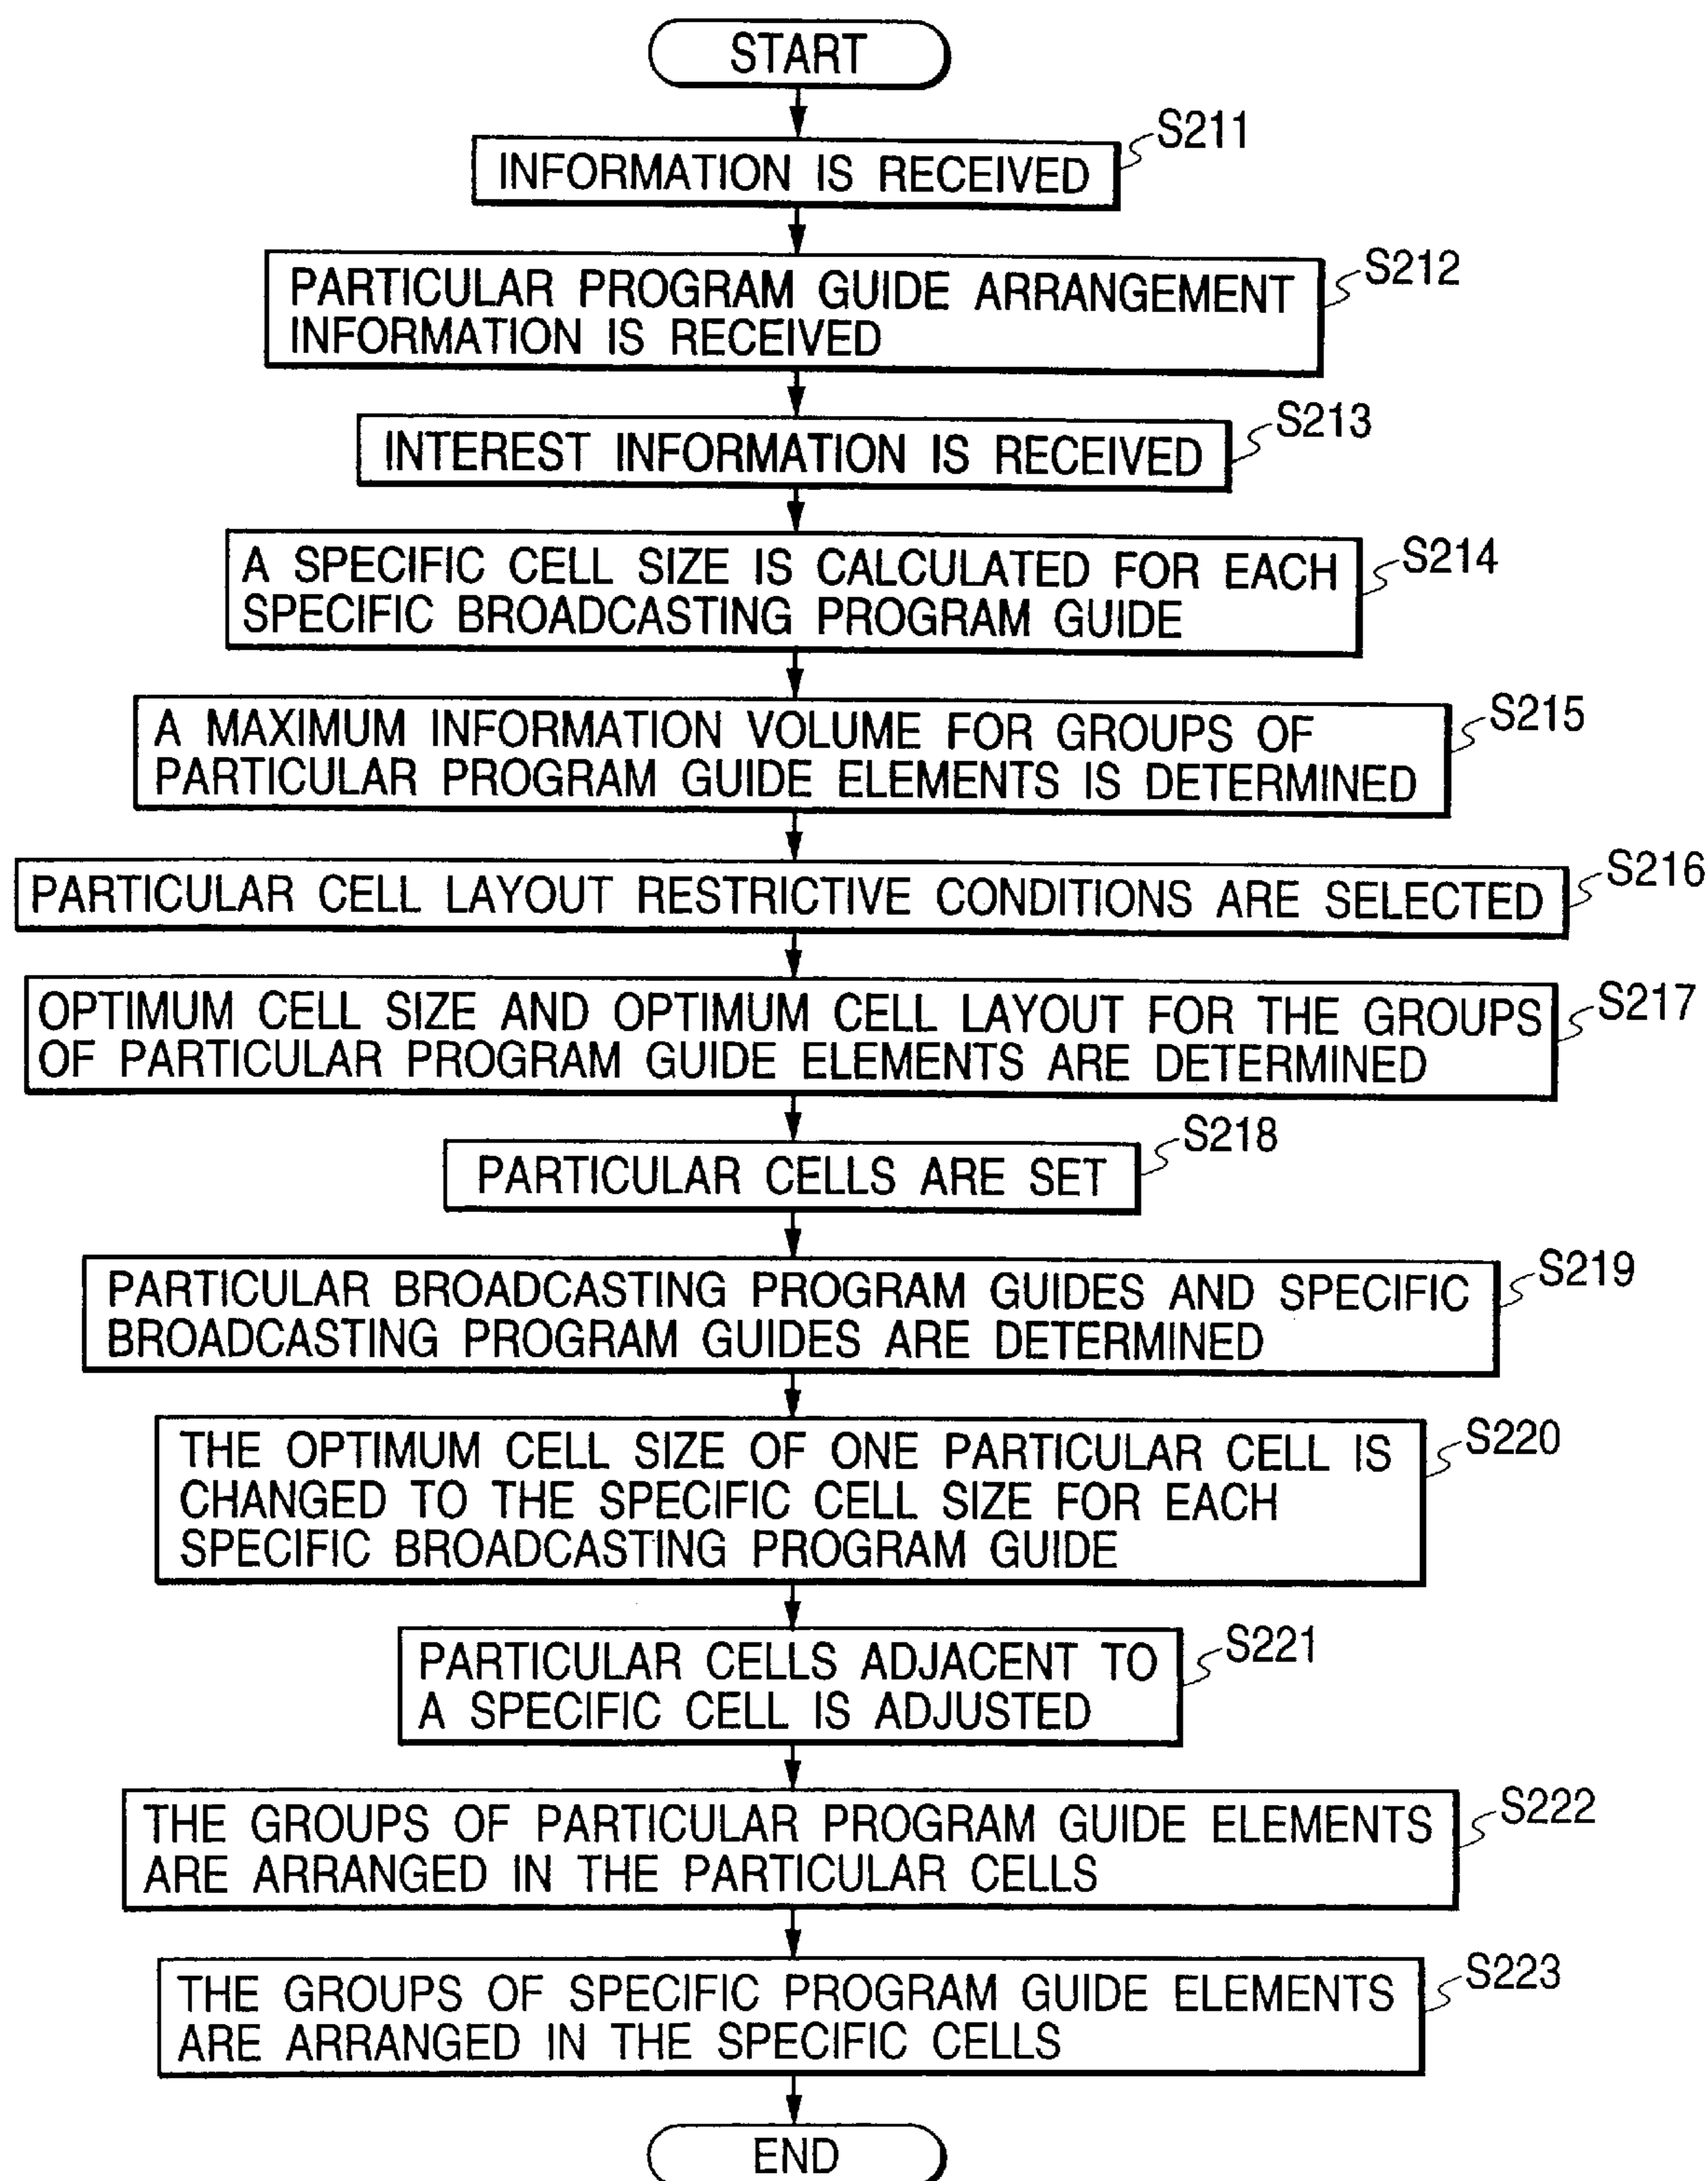 START
S211
INFORMATION IS RECEIVED
S212
PARTICULAR PROGRAM GUIDE ARRANGEMENT
INFORMATION IS RECEIVED
S213
INTEREST INFORMATION IS RECEIVED
S214
A SPECIFIC CELL SIZE IS CALCULATED FOR EACH
SPECIFIC BROADCASTING PROGRAM GUIDE
S215
A MAXIMUM INFORMATION VOLUME FOR GROUPS OF
PARTICULAR PROGRAM GUIDE ELEMENTS IS DETERMINED
S216
PARTICULAR CELL LAYOUT RESTRICTIVE CONDITIONS ARE SELECTED
S217
OPTIMUM CELL SIZE AND OPTIMUM CELL LAYOUT FOR THE GROUPS
OF PARTICULAR PROGRAM GUIDE ELEMENTS ARE DETERMINED
S218
PARTICULAR CELLS ARE SET
S219
PARTICULAR BROADCASTING PROGRAM GUIDES AND SPECIFIC
BROADCASTING PROGRAM GUIDES ARE DETERMINED
S220
THE OPTIMUM CELL SIZE OF ONE PARTICULAR CELL IS
CHANGED TO THE SPECIFIC CELL SIZE FOR EACH
SPECIFIC BROADCASTING PROGRAM GUIDE
S221
PARTICULAR CELLS ADJACENT TO
A SPECIFIC CELL IS ADJUSTED
S222
THE GROUPS OF PARTICULAR PROGRAM GUIDE ELEMENTS
ARE ARRANGED IN THE PARTICULAR CELLS
S223
THE GROUPS OF SPECIFIC PROGRAM GUIDE ELEMENTS
ARE ARRANGED IN THE SPECIFIC CELLS
END